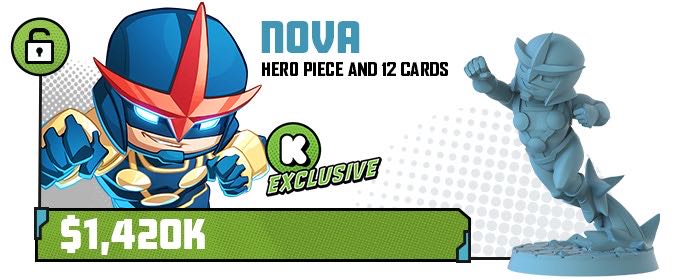 NOVA
HERO PIECE AND 12 CARDS
K
EXCLUSIVE
$1,420K